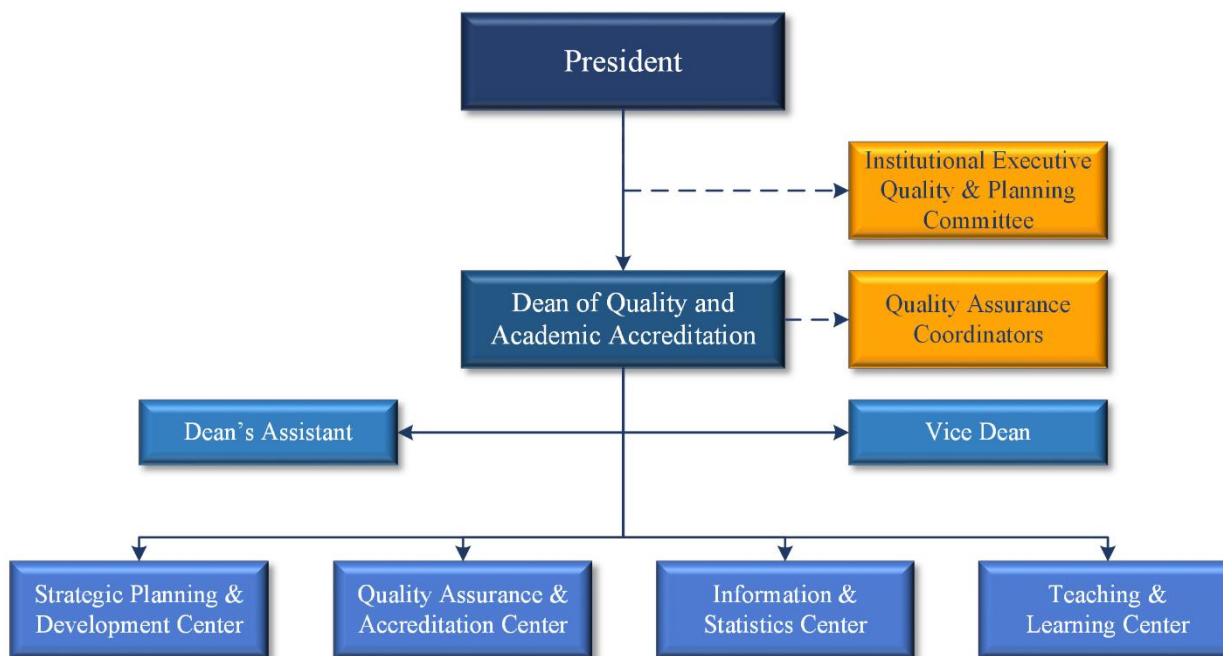 President
Institutional Executive
Quality & Planning
Committee
Dean of Quality and
Academic Accreditation
Quality Assurance
Coordinators
Dean’s Assistant
Vice Dean
Strategic Planning &
Development Center
Quality Assurance &
Accreditation Center
Information &
Statistics Center
Teaching &
Learning Center